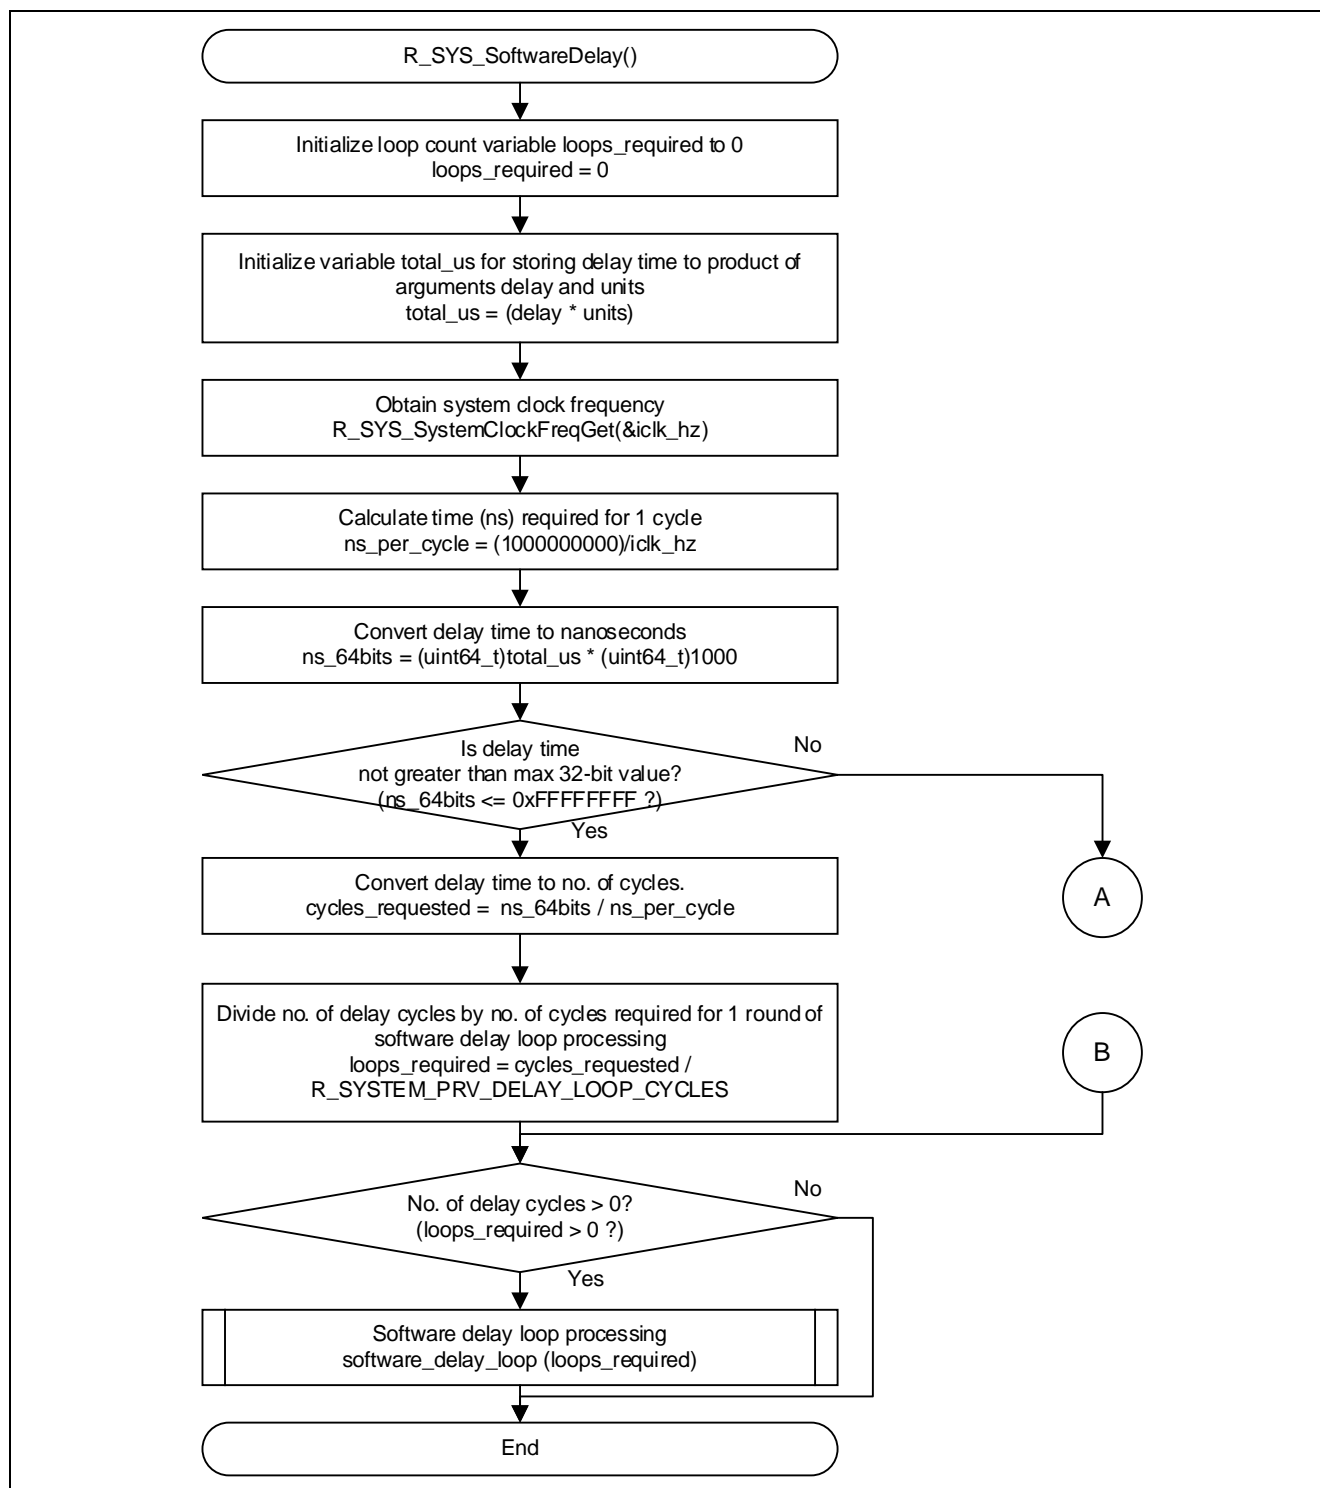 R_SYS_SoftwareDelay()
Initialize loop count variable loops_required to 0
loops_required = 0
Initialize variable total_us for storing delay time to product of
arguments delay and units
total_us = (delay * units)
Obtain system clock frequency
R_SYS_SystemClockFreqGet(&iclk_hz)
Calculate time (ns) required for 1 cycle
ns_per_cycle = (1000000000)/iclk_hz
Convert delay time to nanoseconds
ns_64bits = (uint64_t)total_us * (uint64_t)1000
Is delay time
not greater than max 32-bit value?
(ns_64bits <= 0xFFFFFFFF ?)
No
Yes
Convert delay time to no. of cycles.
cycles_requested = ns_64bits / ns_per_cycle
A
Divide no. of delay cycles by no. of cycles required for 1 round of
software delay loop processing
loops_required = cycles_requested /
R_SYSTEM_PRV_DELAY_LOOP_CYCLES
B
No. of delay cycles > 0?
(loops_required > 0 ?)
No
Yes
Software delay loop processing
software_delay_loop (loops_required)
End